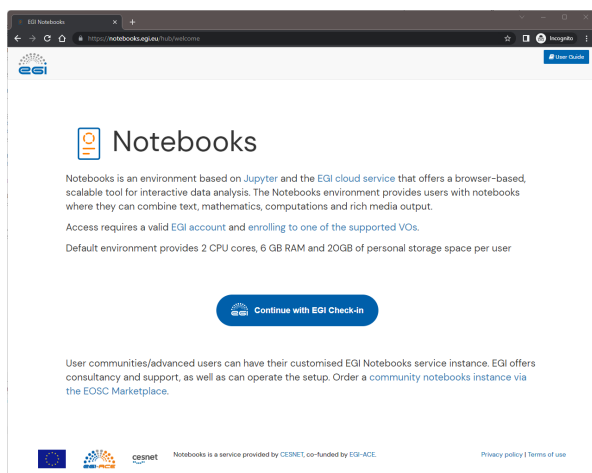 EGI Notebooks
https://notebooks.egi.eu/hub/welcome
Incognito
egi
User Guide
Notebooks
Notebooks is an environment based on Jupyter and the EGI cloud service that offers a browser-based,
scalable tool for interactive data analysis. The Notebooks environment provides users with notebooks
where they can combine text, mathematics, computations and rich media output.
Access requires a valid EGI account and enrolling to one of the supported VOs.
Default environment provides 2 CPU cores, 6 GB RAM and 20GB of personal storage space per user
egi Continue with EGI Check-in
User communities/advanced users can have their customised EGI Notebooks service instance. EGI offers
consultancy and support, as well as can operate the setup. Order a community notebooks instance via
the EOSC Marketplace.
EGI-ACE
cesnet
Notebooks is a service provided by CESNET, co-funded by EGI-ACE.
Privacy policy | Terms of use